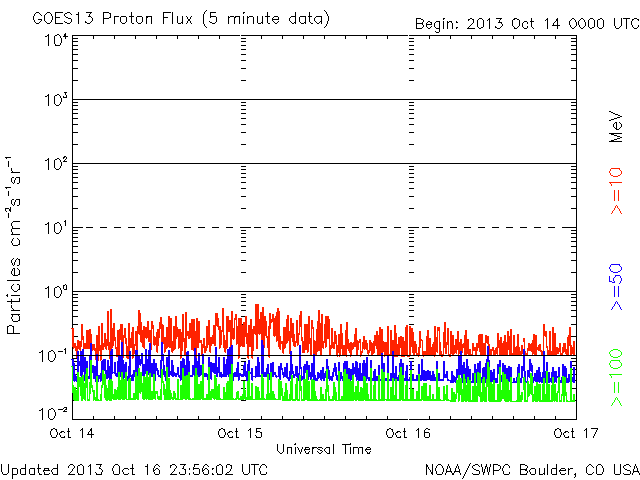 GOES13 Proton Flux (5 minute data)
Begin: 2013 Oct 14 0000 UTC
Particles cm⁻²s⁻¹sr⁻¹
10⁴
10³
10²
10¹
10⁰
10⁻¹
10⁻²
Oct 14
Oct 15
Oct 16
Oct 17
Universal Time
MeV
>=10
>=50
>=100
Updated 2013 Oct 16 23:56:02 UTC
NOAA/SWPC Boulder, CO USA